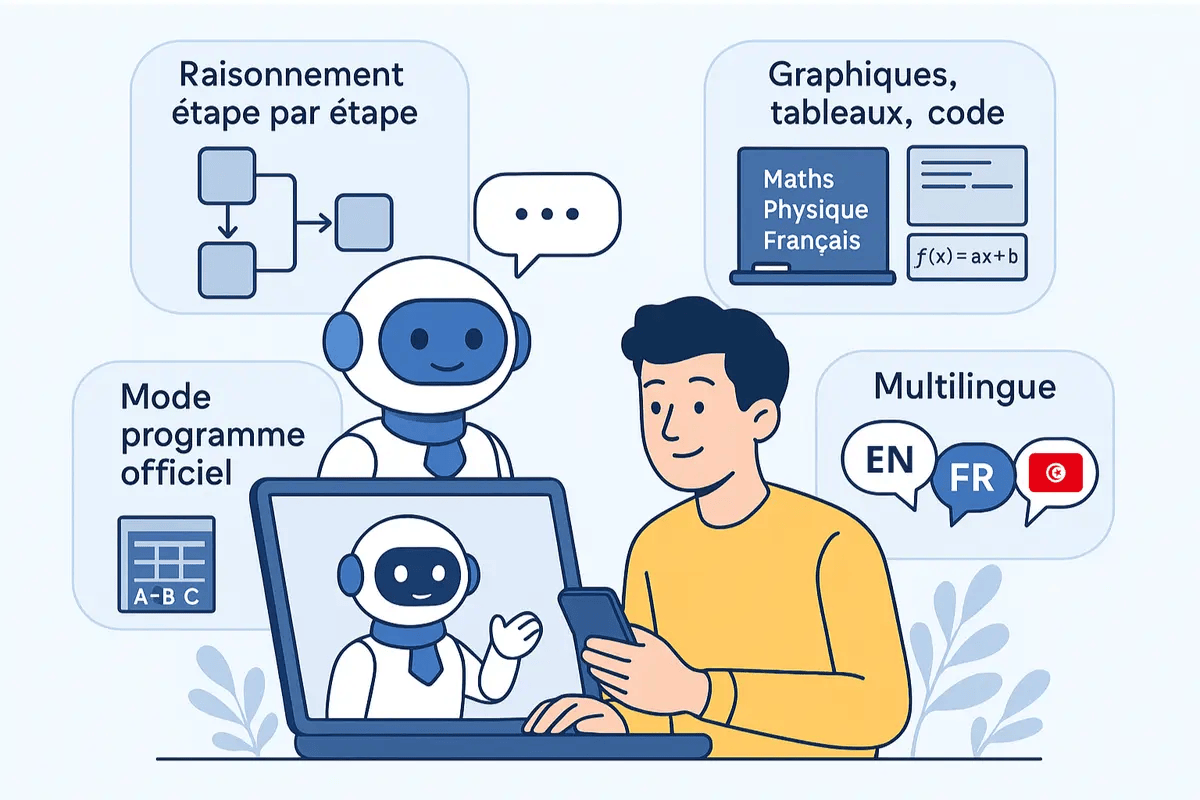 Raisonnement
étape par étape
Graphiques,
tableaux, code
Maths
Physique
Français
f(x)=ax+b
Mode
programme
officiel
A-B C
Multilingue
EN
FR